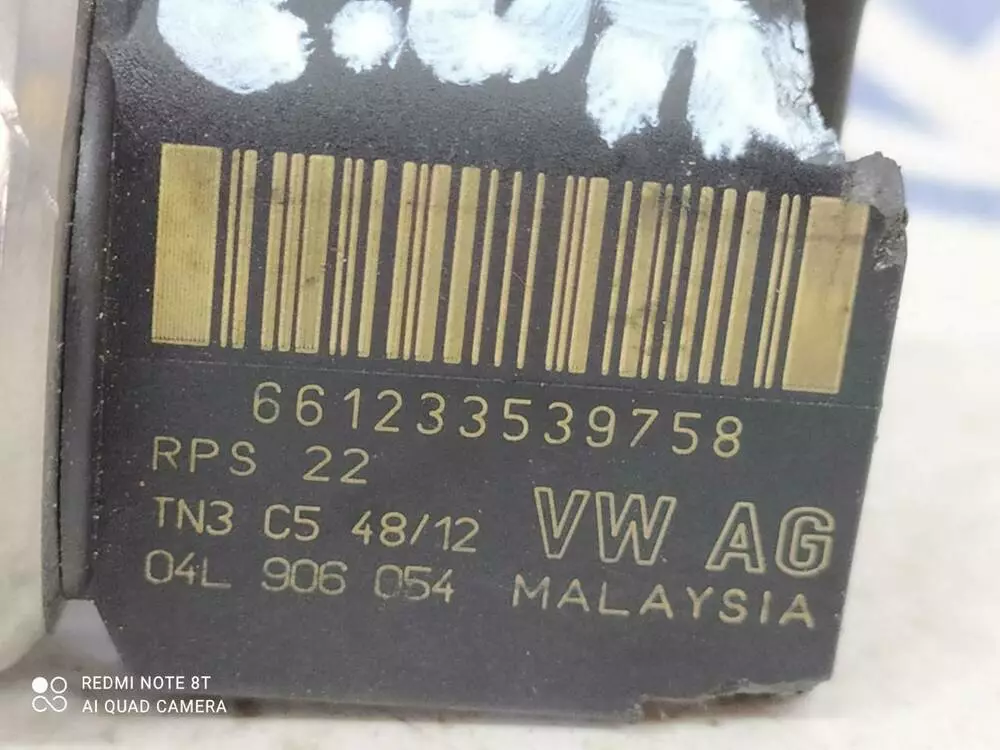 661233539758
RPS 22
TN3 C5 48/12
VW AG
04L 906 054
MALAYSIA
REDMI NOTE 8T
AI QUAD CAMERA